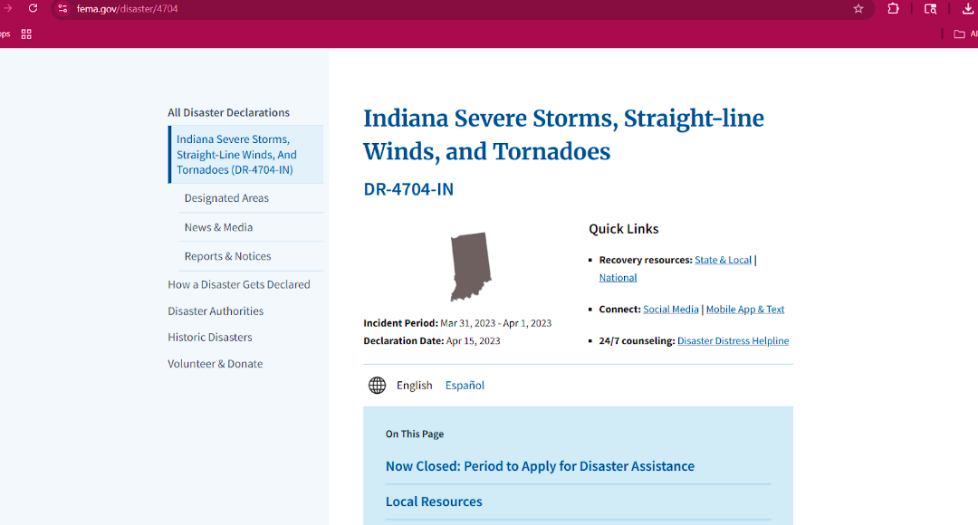 fema.gov/disaster/4704
All Disaster Declarations
Indiana Severe Storms,
Straight-Line Winds, And
Tornadoes (DR-4704-IN)
Designated Areas
News & Media
Reports & Notices
How a Disaster Gets Declared
Disaster Authorities
Historic Disasters
Volunteer & Donate
Indiana Severe Storms, Straight-line
Winds, and Tornadoes
DR-4704-IN
Incident Period: Mar 31, 2023 - Apr 1, 2023
Declaration Date: Apr 15, 2023
Quick Links
Recovery resources: State & Local |
National
Connect: Social Media | Mobile App & Text
24/7 counseling: Disaster Distress Helpline
English Español
On This Page
Now Closed: Period to Apply for Disaster Assistance
Local Resources